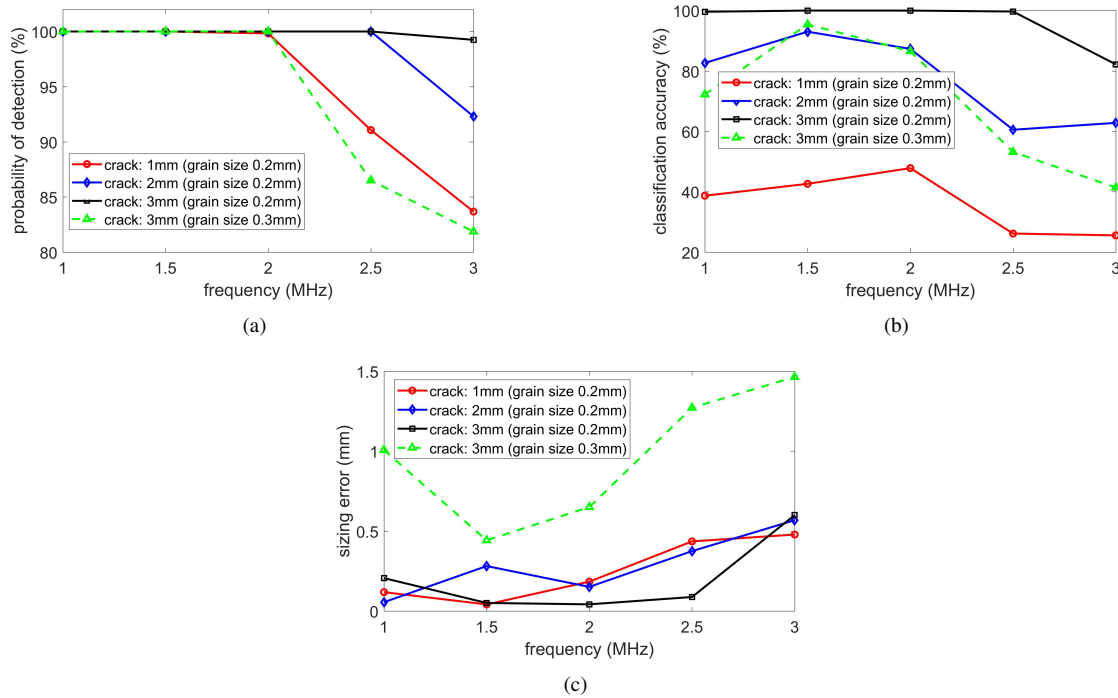 100
95
90
85
80
probability of detection (%)
crack: 1mm (grain size 0.2mm)
crack: 2mm (grain size 0.2mm)
crack: 3mm (grain size 0.2mm)
crack: 3mm (grain size 0.3mm)
1 1.5 2 2.5 3
frequency (MHz)
(a)
100
80
60
40
20
classification accuracy (%)
crack: 1mm (grain size 0.2mm)
crack: 2mm (grain size 0.2mm)
crack: 3mm (grain size 0.2mm)
crack: 3mm (grain size 0.3mm)
1 1.5 2 2.5 3
frequency (MHz)
(b)
1.5
1
0.5
0
sizing error (mm)
crack: 1mm (grain size 0.2mm)
crack: 2mm (grain size 0.2mm)
crack: 3mm (grain size 0.2mm)
crack: 3mm (grain size 0.3mm)
1 1.5 2 2.5 3
frequency (MHz)
(c)